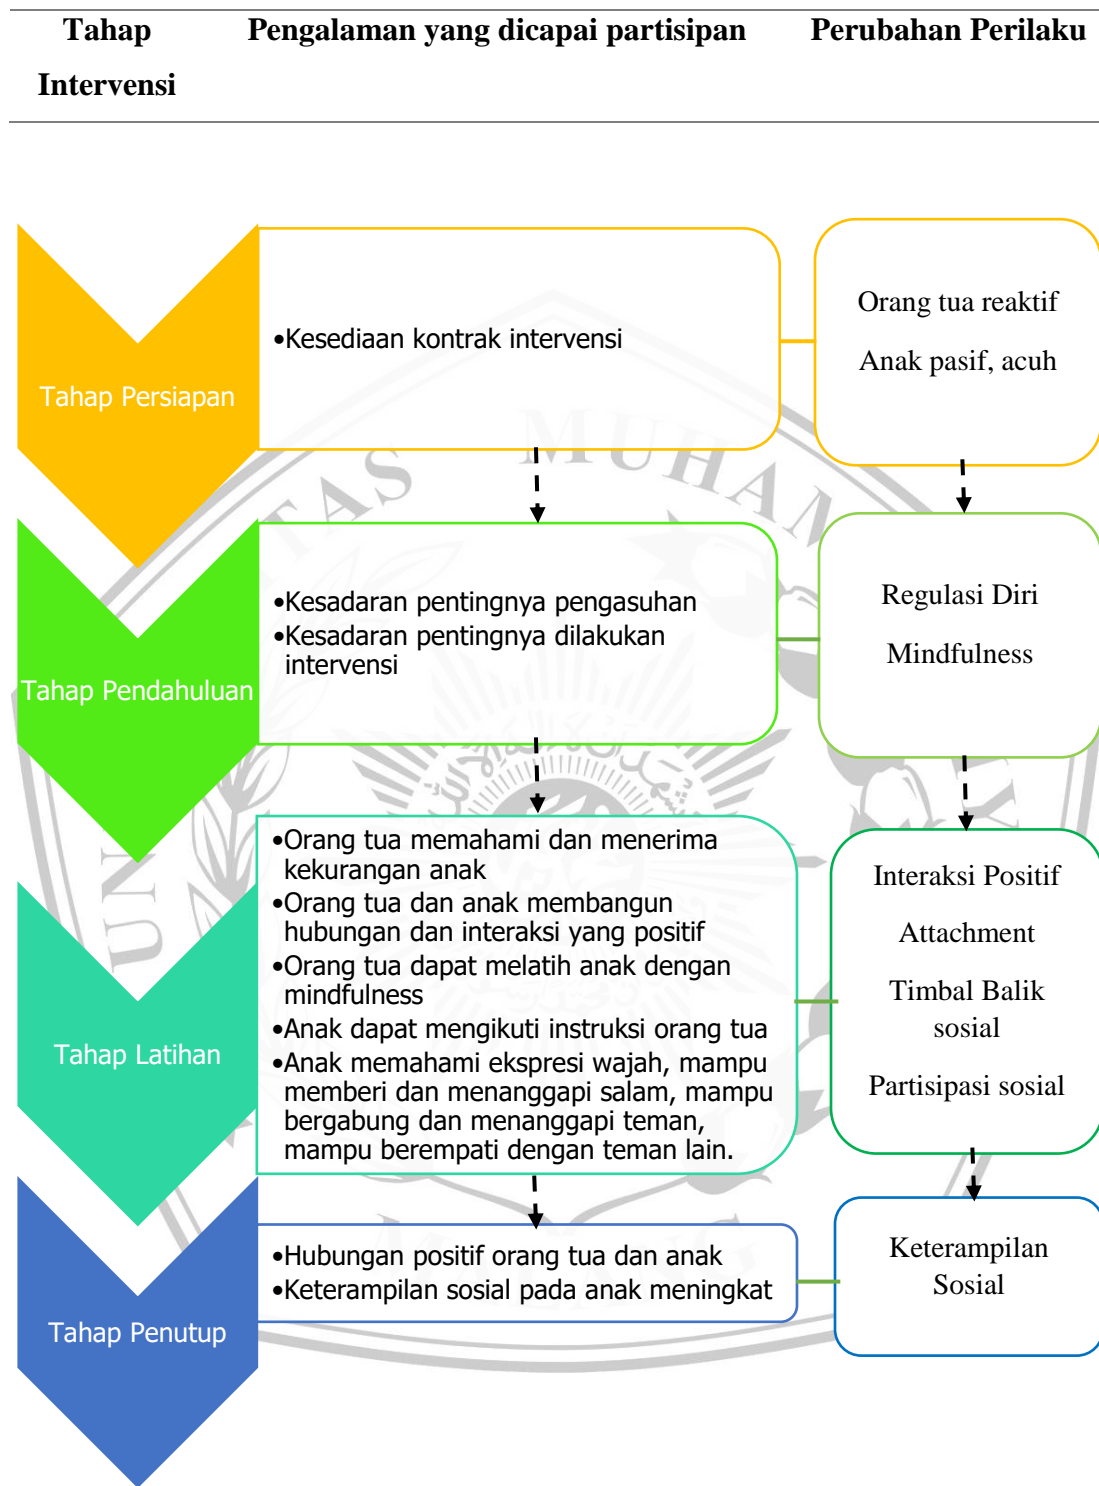 Tahap Pengalaman yang dicapai partisipan Perubahan Perilaku
Intervensi
Tahap Persiapan
•Kesediaan kontrak intervensi
Orang tua reaktif
Anak pasif, acuh
Tahap Pendahuluan
•Kesadaran pentingnya pengasuhan
•Kesadaran pentingnya dilakukan
intervensi
Regulasi Diri
Mindfulness
Tahap Latihan
•Orang tua memahami dan menerima
kekurangan anak
•Orang tua dan anak membangun
hubungan dan interaksi yang positif
•Orang tua dapat melatih anak dengan
mindfulness
•Anak dapat mengikuti instruksi orang tua
•Anak memahami ekspresi wajah, mampu
memberi dan menanggapi salam, mampu
bergabung dan menanggapi teman,
mampu berempati dengan teman lain.
Interaksi Positif
Attachment
Timbal Balik
sosial
Partisipasi sosial
Tahap Penutup
•Hubungan positif orang tua dan anak
•Keterampilan sosial pada anak meningkat
Keterampilan
Sosial